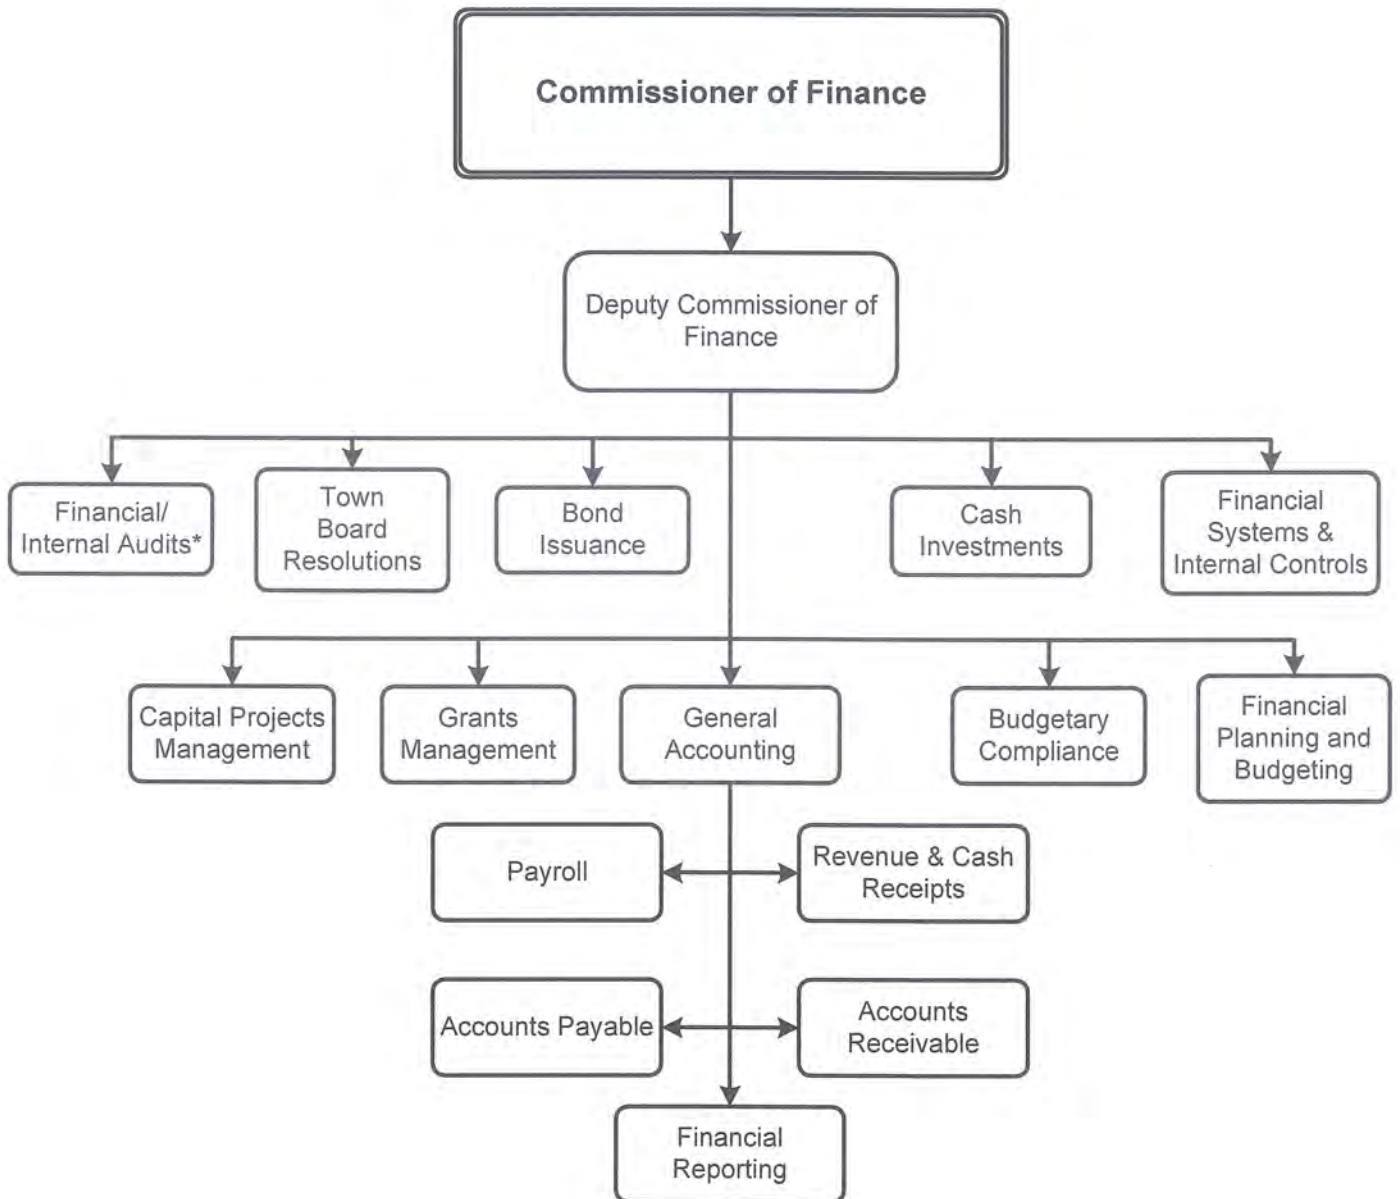 Commissioner of Finance
Deputy Commissioner of
Finance
Financial/
Internal Audits*
Town
Board
Resolutions
Bond
Issuance
Cash
Investments
Financial
Systems &
Internal Controls
Capital Projects
Management
Grants
Management
General
Accounting
Budgetary
Compliance
Financial
Planning and
Budgeting
Payroll
Revenue & Cash
Receipts
Accounts Payable
Accounts
Receivable
Financial
Reporting